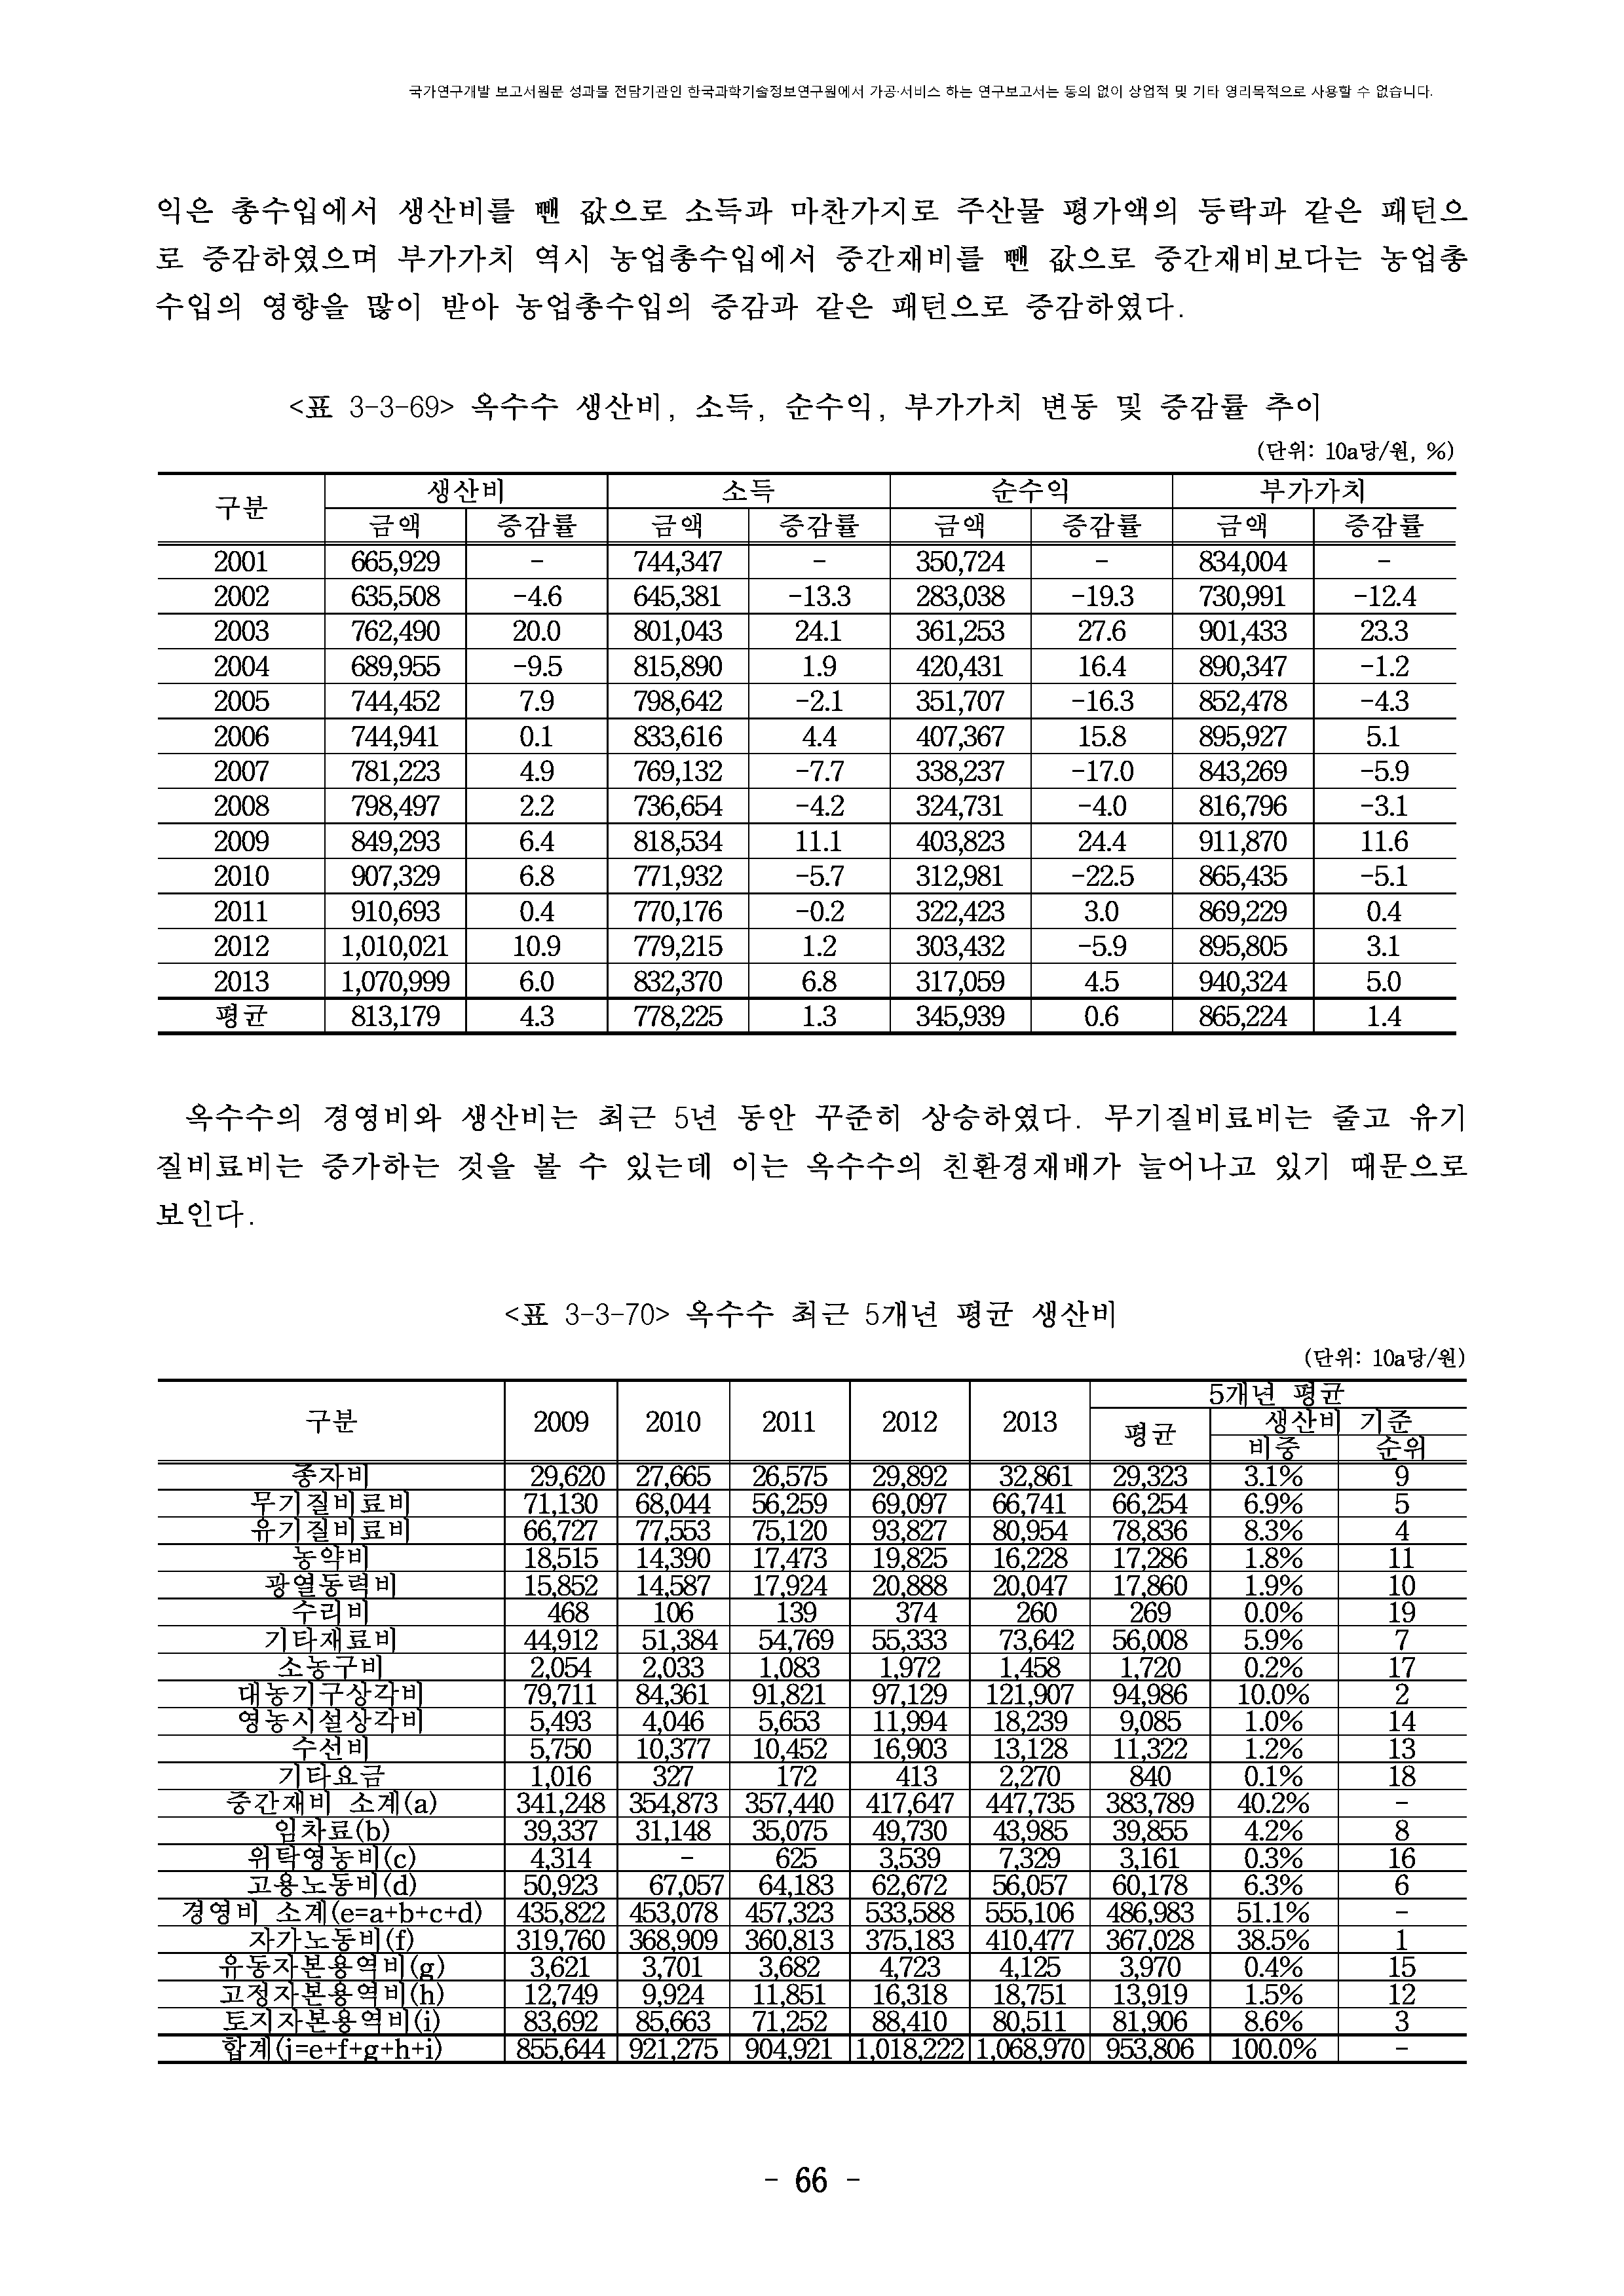 국가연구개발 보고서원문 성과물 전담기관인 한국과학기술정보연구원에서 가공·서비스 하는 연구보고서는 동의 없이 상업적 및 기타 영리목적으로 사용할 수 없습니다.
익은 총수입에서 생산비를 뺀 값으로 소득과 마찬가지로 주산물 평가액의 등락과 같은 패턴으
로 증감하였으며 부가가치 역시 농업총수입에서 중간재비를 뺀 값으로 중간재비보다는 농업총
수입의 영향을 많이 받아 농업총수입의 증감과 같은 패턴으로 증감하였다.
<표 3-3-69> 옥수수 생산비, 소득, 순수익, 부가가치 변동 및 증감률 추이
(단위: 10a당/원, %)
구분 생산비 소득 순수익 부가가치
금액 증감률 금액 증감률 금액 증감률 금액 증감률
2001 665,929 - 744,347 - 350,724 - 834,004 -
2002 635,508 -4.6 645,381 -13.3 283,038 -19.3 730,991 -12.4
2003 762,490 20.0 801,043 24.1 361,253 27.6 901,433 23.3
2004 689,955 -9.5 815,890 1.9 420,431 16.4 890,347 -1.2
2005 744,452 7.9 798,642 -2.1 351,707 -16.3 852,478 -4.3
2006 744,941 0.1 833,616 4.4 407,367 15.8 895,927 5.1
2007 781,223 4.9 769,132 -7.7 338,237 -17.0 843,269 -5.9
2008 798,497 2.2 736,654 -4.2 324,731 -4.0 816,796 -3.1
2009 849,293 6.4 818,534 11.1 403,823 24.4 911,870 11.6
2010 907,329 6.8 771,932 -5.7 312,981 -22.5 865,435 -5.1
2011 910,693 0.4 770,176 -0.2 322,423 3.0 869,229 0.4
2012 1,010,021 10.9 779,215 1.2 303,432 -5.9 895,805 3.1
2013 1,070,999 6.0 832,370 6.8 317,059 4.5 940,324 5.0
평균 813,179 4.3 778,225 1.3 345,939 0.6 865,224 1.4
옥수수의 경영비와 생산비는 최근 5년 동안 꾸준히 상승하였다. 무기질비료비는 줄고 유기
질비료비는 증가하는 것을 볼 수 있는데 이는 옥수수의 친환경재배가 늘어나고 있기 때문으로
보인다.
<표 3-3-70> 옥수수 최근 5개년 평균 생산비
(단위: 10a당/원)
구분 2009 2010 2011 2012 2013 5개년 평균
평균 생산비 기준
비중 순위
종자비 29,620 27,665 26,575 29,892 32,861 29,323 3.1% 9
무기질비료비 71,130 68,044 56,259 69,097 66,741 66,254 6.9% 5
유기질비료비 66,727 77,553 75,120 93,827 80,954 78,836 8.3% 4
농약비 18,515 14,390 17,473 19,825 16,228 17,286 1.8% 11
광열동력비 15,852 14,587 17,924 20,888 20,047 17,860 1.9% 10
수리비 468 106 139 374 260 269 0.0% 19
기타재료비 44,912 51,384 54,769 55,333 73,642 56,008 5.9% 7
소농구비 2,054 2,033 1,083 1,972 1,458 1,720 0.2% 17
대농기구상각비 79,711 84,361 91,821 97,129 121,907 94,986 10.0% 2
영농시설상각비 5,493 4,046 5,653 11,994 18,239 9,085 1.0% 14
수선비 5,750 10,377 10,452 16,903 13,128 11,322 1.2% 13
기타요금 1,016 327 172 413 2,270 840 0.1% 18
중간재비 소계(a) 341,248 354,873 357,440 417,647 447,735 383,789 40.2% -
임차료(b) 39,337 31,148 35,075 49,730 43,985 39,855 4.2% 8
위탁영농비(c) 4,314 - 625 3,539 7,329 3,161 0.3% 16
고용노동비(d) 50,923 67,057 64,183 62,672 56,057 60,178 6.3% 6
경영비 소계(e=a+b+c+d) 435,822 453,078 457,323 533,588 555,106 486,983 51.1% -
자가노동비(f) 319,760 368,909 360,813 375,183 410,477 367,028 38.5% 1
유동자본용역비(g) 3,621 3,701 3,682 4,723 4,125 3,970 0.4% 15
고정자본용역비(h) 12,749 9,924 11,851 16,318 18,751 13,919 1.5% 12
토지자본용역비(i) 83,692 85,663 71,252 88,410 80,511 81,906 8.6% 3
합계(j=e+f+g+h+i) 855,644 921,275 904,921 1,018,222 1,068,970 953,806 100.0% -
- 66 -